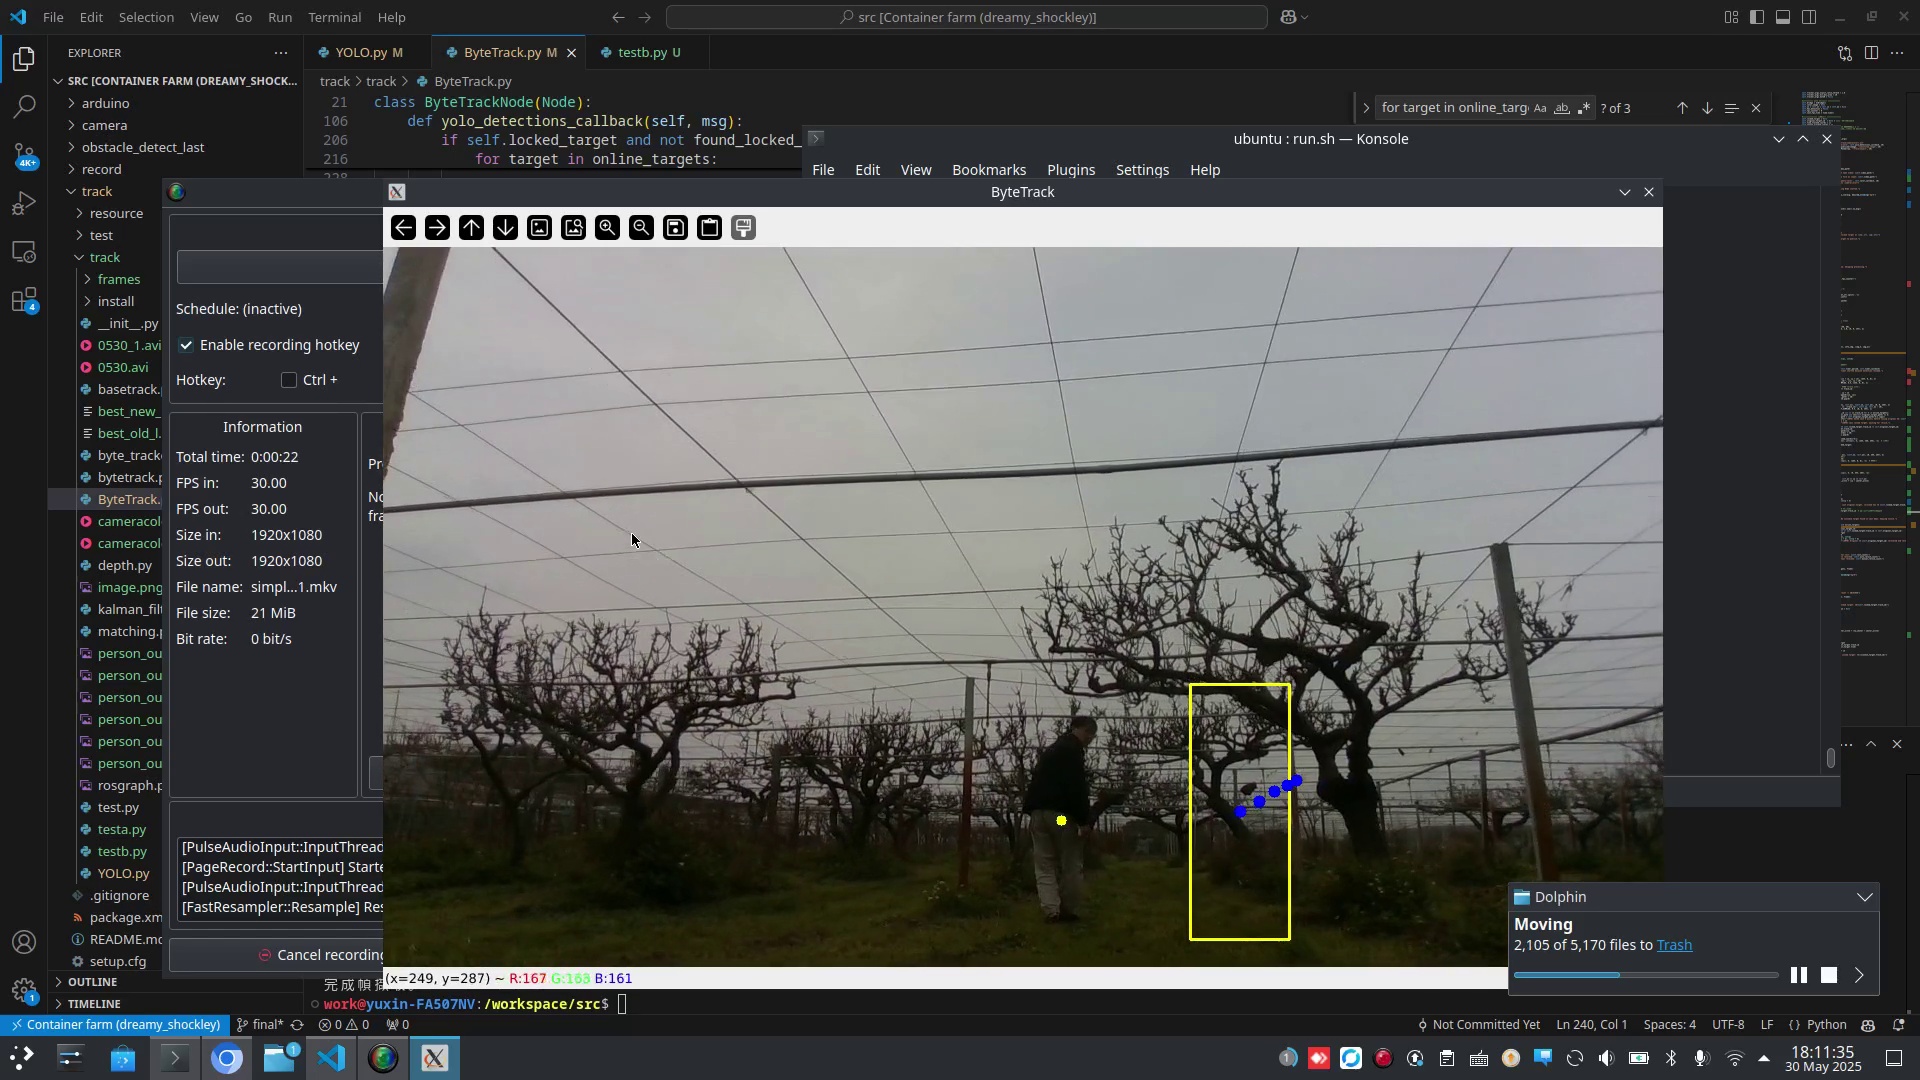 File Edit Selection View Go Run Terminal Help
src [Container farm (dreamy_shockley)]
EXPLORER
YOLO.py M
ByteTrack.py M
testb.py U
SRC [CONTAINER FARM (DREAMY_SHOCK...
track > track > ByteTrack.py
arduino
camera
obstacle_detect_last
record
track
resource
test
track
frames
install
__init__.py
0530_1.avi
0530.avi
basetrack.
best_new_
best_old_l.
byte_track
bytetrack.p
ByteTrack.
cameracol
cameracol
depth.py
image.png
kalman_filt
matching.p
person_ou
person_ou
person_ou
person_ou
person_ou
person_ou
rosgraph.p
test.py
testa.py
testb.py
YOLO.py
.gitignore
package.xm
README.md
setup.cfg
OUTLINE
TIMELINE
4K+
4
1
21 class ByteTrackNode(Node):
106 def yolo_detections_callback(self, msg):
206 if self.locked_target and not found_locked_
216 for target in online_targets:
for target in online_targ
Aa ab
? of 3
ubuntu : run.sh — Konsole
File Edit View Bookmarks Plugins Settings Help
ByteTrack
Schedule: (inactive)
Enable recording hotkey
Hotkey: Ctrl +
Information
Total time: 0:00:22
FPS in: 30.00
FPS out: 30.00
Size in: 1920x1080
Size out: 1920x1080
File name: simpl...1.mkv
File size: 21 MiB
Bit rate: 0 bit/s
Pr
No
fra
[PulseAudioInput::InputThread
[PageRecord::StartInput] Starte
[PulseAudioInput::InputThread
[FastResampler::Resample] Res
Cancel recording
(x=249, y=287) ~ R:167 G:163 B:161
work@yuxin-FA507NV:/workspace/src$
Dolphin
Moving
2,105 of 5,170 files to Trash
Container farm (dreamy_shockley)
final*
0 0
0
Not Committed Yet
Ln 240, Col 1
Spaces: 4
UTF-8
LF
{} Python
1
1
18:11:35
30 May 2025